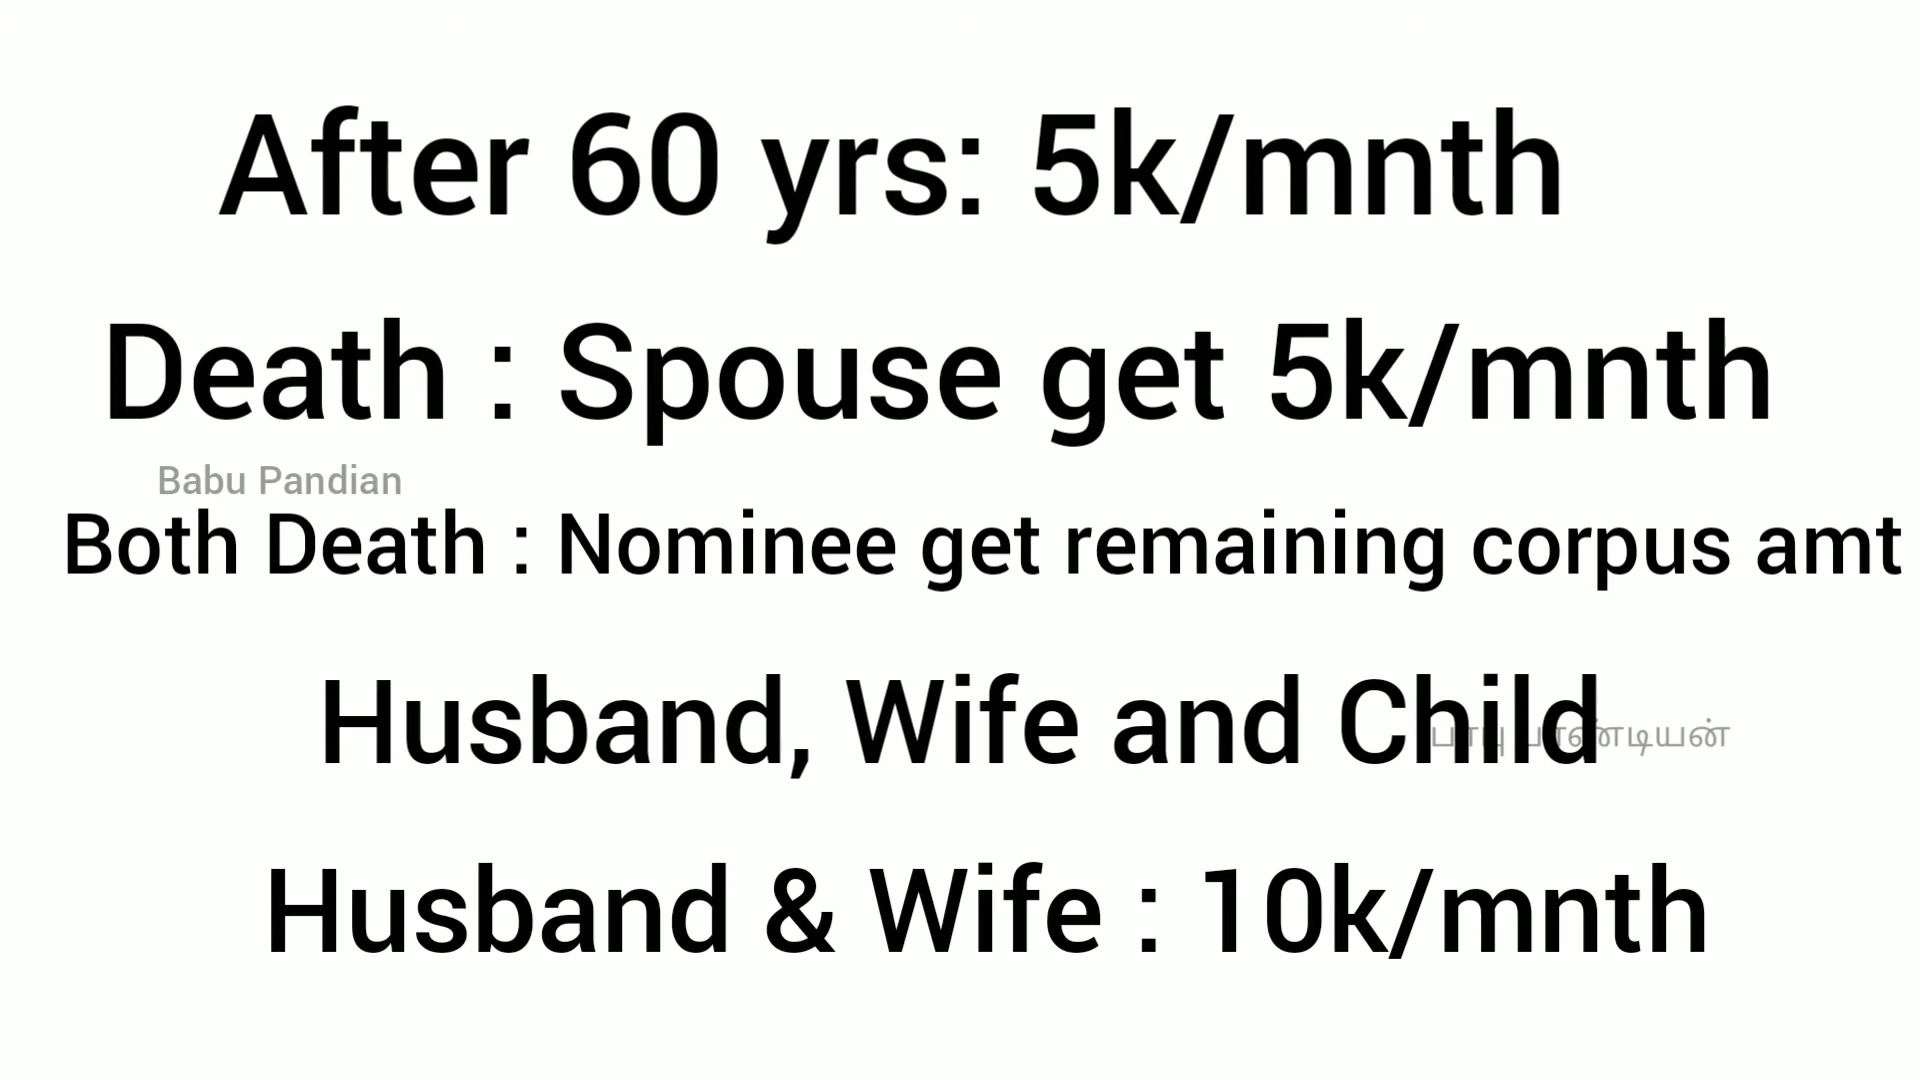 After 60 yrs: 5k/mnth
Death : Spouse get 5k/mnth
Babu Pandian
Both Death : Nominee get remaining corpus amt
Husband, Wife and Child
பாபு பாண்டியன்
Husband & Wife : 10k/mnth